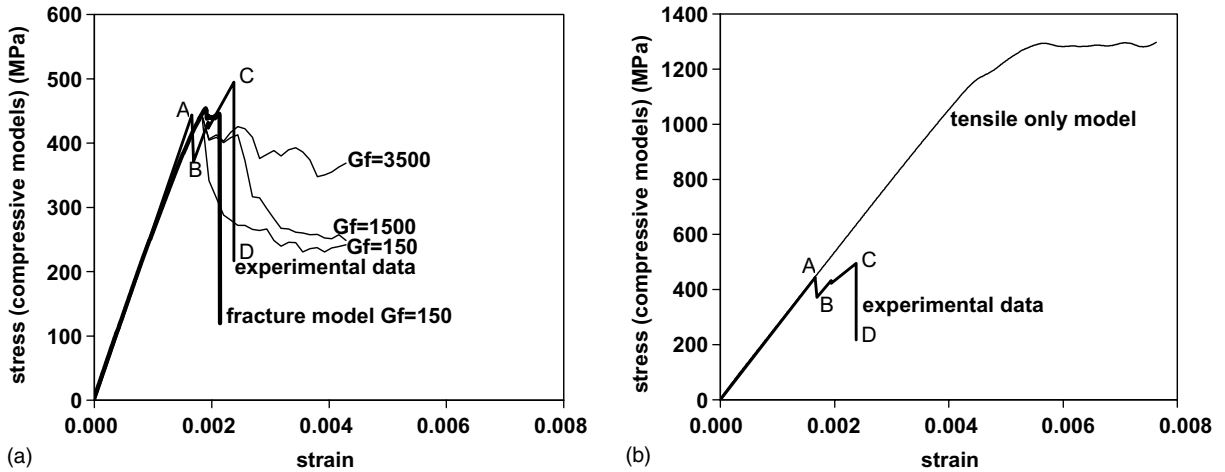 600
500
400
300
200
100
0
stress (compressive models) (MPa)
A
B
C
D
Gf=3500
Gf=1500
Gf=150
experimental data
fracture model Gf=150
0.000
0.002
0.004
0.006
0.008
strain
(a)
1400
1200
1000
800
600
400
200
0
stress (compressive models) (MPa)
tensile only model
A
B
C
D
experimental data
0.000
0.002
0.004
0.006
0.008
strain
(b)